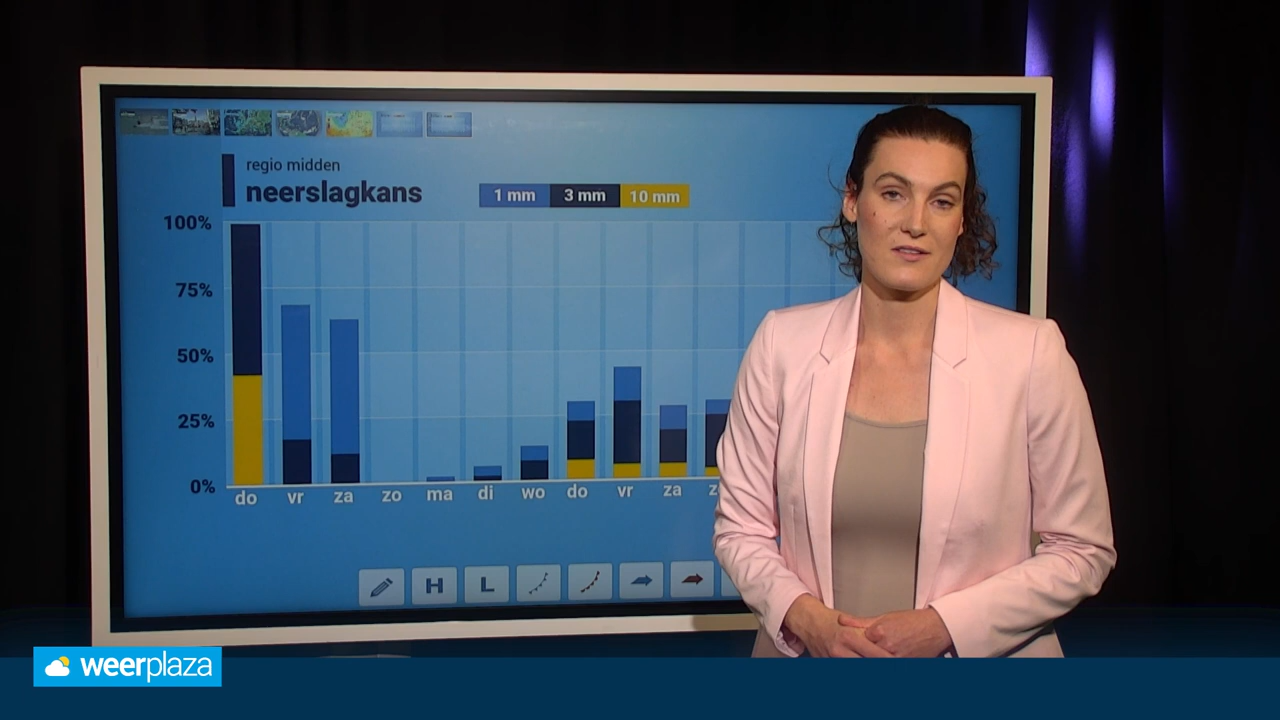 regio midden
neerslagkans
1 mm 3 mm 10 mm
100%
75%
50%
25%
0%
do vr za zo ma di wo do vr za
H L
weerplaza